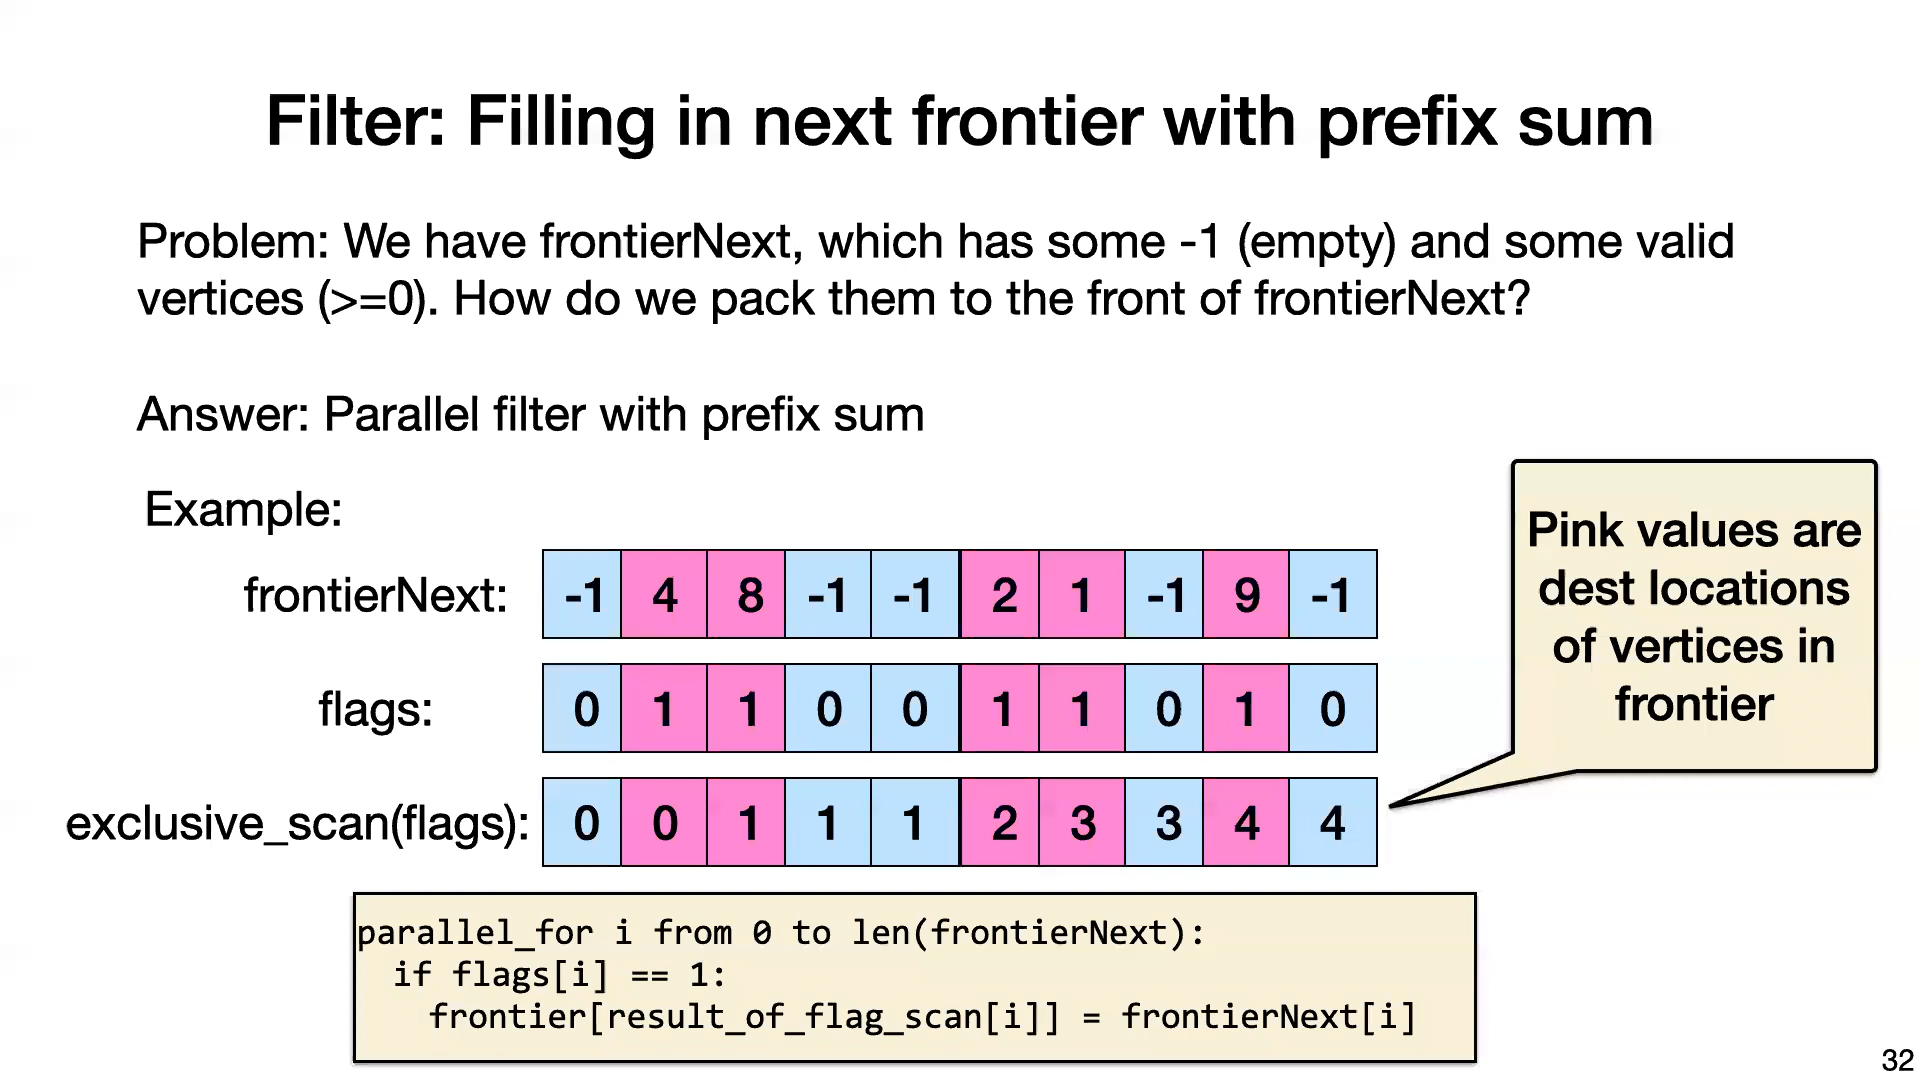 Filter: Filling in next frontier with prefix sum
Problem: We have frontierNext, which has some -1 (empty) and some valid
vertices (>=0). How do we pack them to the front of frontierNext?
Answer: Parallel filter with prefix sum
Example:
frontierNext: -1 4 8 -1 -1 2 1 -1 9 -1
flags: 0 1 1 0 0 1 1 0 1 0
exclusive_scan(flags): 0 0 1 1 1 2 3 3 4 4
Pink values are
dest locations
of vertices in
frontier
parallel_for i from 0 to len(frontierNext):
  if flags[i] == 1:
    frontier[result_of_flag_scan[i]] = frontierNext[i]
32